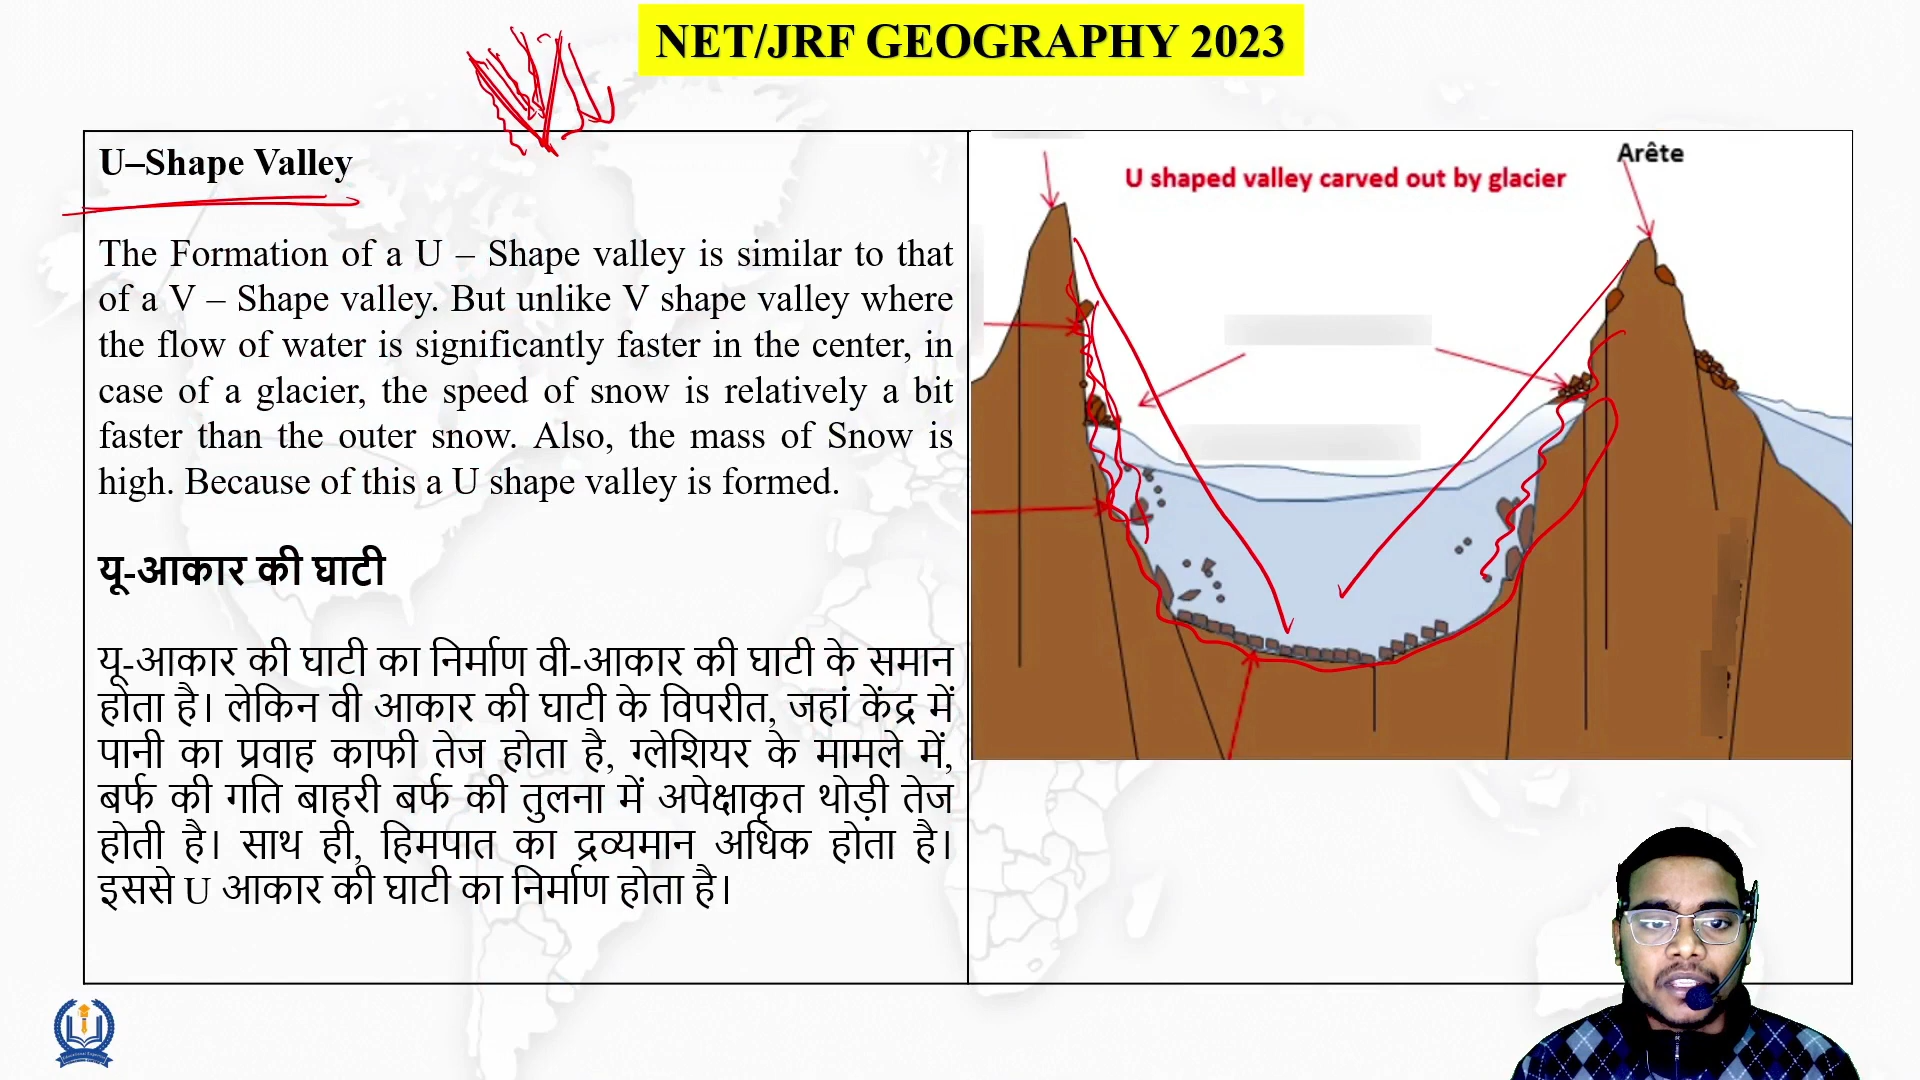 NET/JRF GEOGRAPHY 2023
U–Shape Valley
The Formation of a U – Shape valley is similar to that
of a V – Shape valley. But unlike V shape valley where
the flow of water is significantly faster in the center, in
case of a glacier, the speed of snow is relatively a bit
faster than the outer snow. Also, the mass of Snow is
high. Because of this a U shape valley is formed.
यू-आकार की घाटी
यू-आकार की घाटी का निर्माण वी-आकार की घाटी के समान
होता है। लेकिन वी आकार की घाटी के विपरीत, जहां केंद्र में
पानी का प्रवाह काफी तेज होता है, ग्लेशियर के मामले में,
बर्फ की गति बाहरी बर्फ की तुलना में अपेक्षाकृत थोड़ी तेज
होती है। साथ ही, हिमपात का द्रव्यमान अधिक होता है।
इससे U आकार की घाटी का निर्माण होता है।
U shaped valley carved out by glacier
Arête